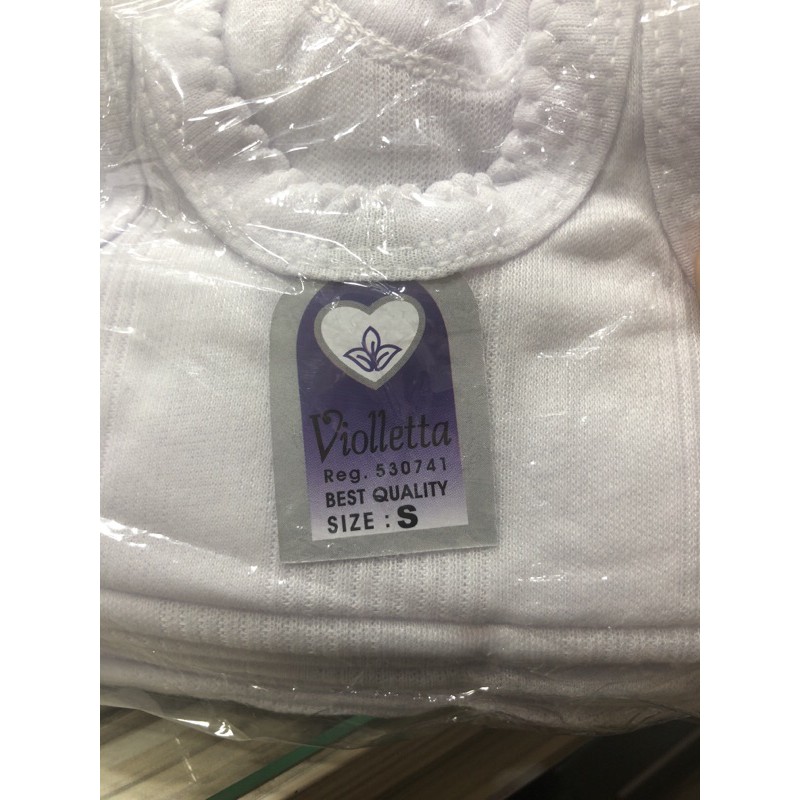 Violletta
Reg. 530741
BEST QUALITY
SIZE : S